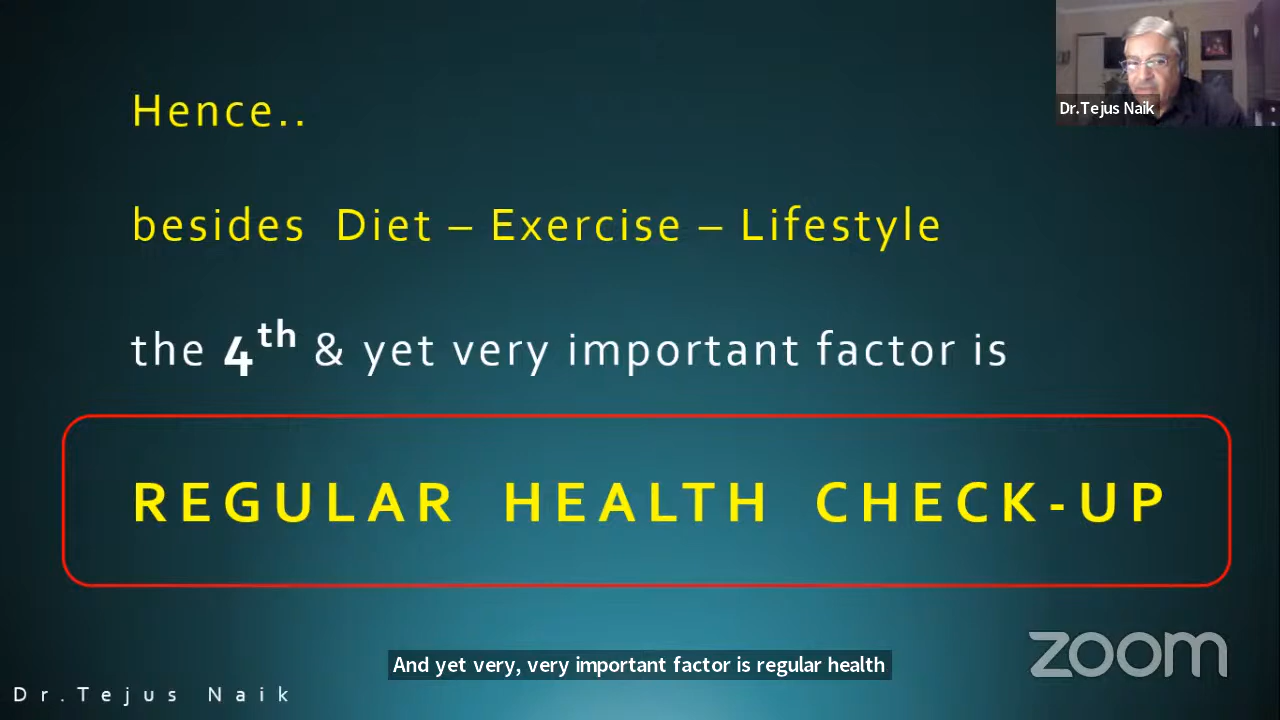 Hence..
Dr.Tejus Naik
besides Diet – Exercise – Lifestyle
the 4th & yet very important factor is
REGULAR HEALTH CHECK-UP
zoom
And yet very, very important factor is regular health
Dr.Tejus Naik